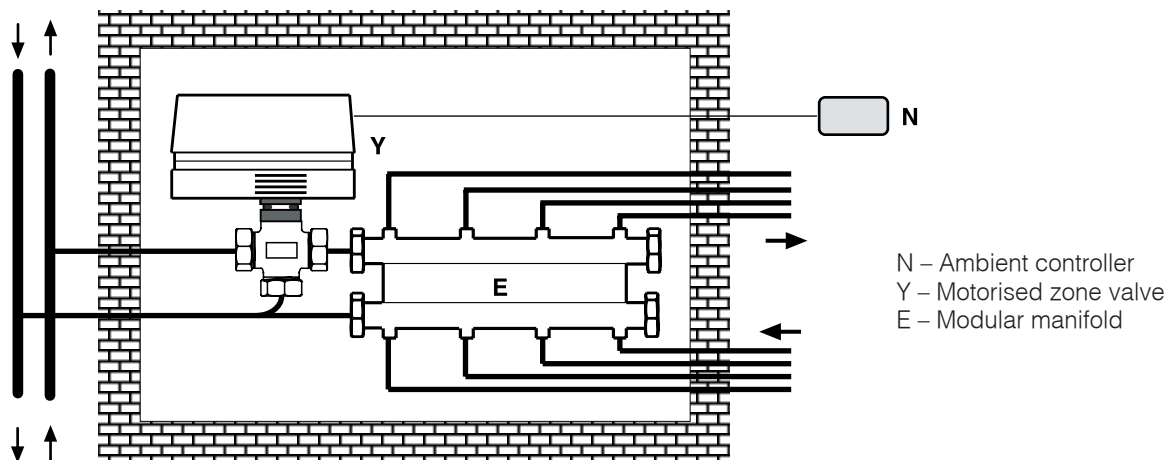 Y
N
E
N – Ambient controller
Y – Motorised zone valve
E – Modular manifold